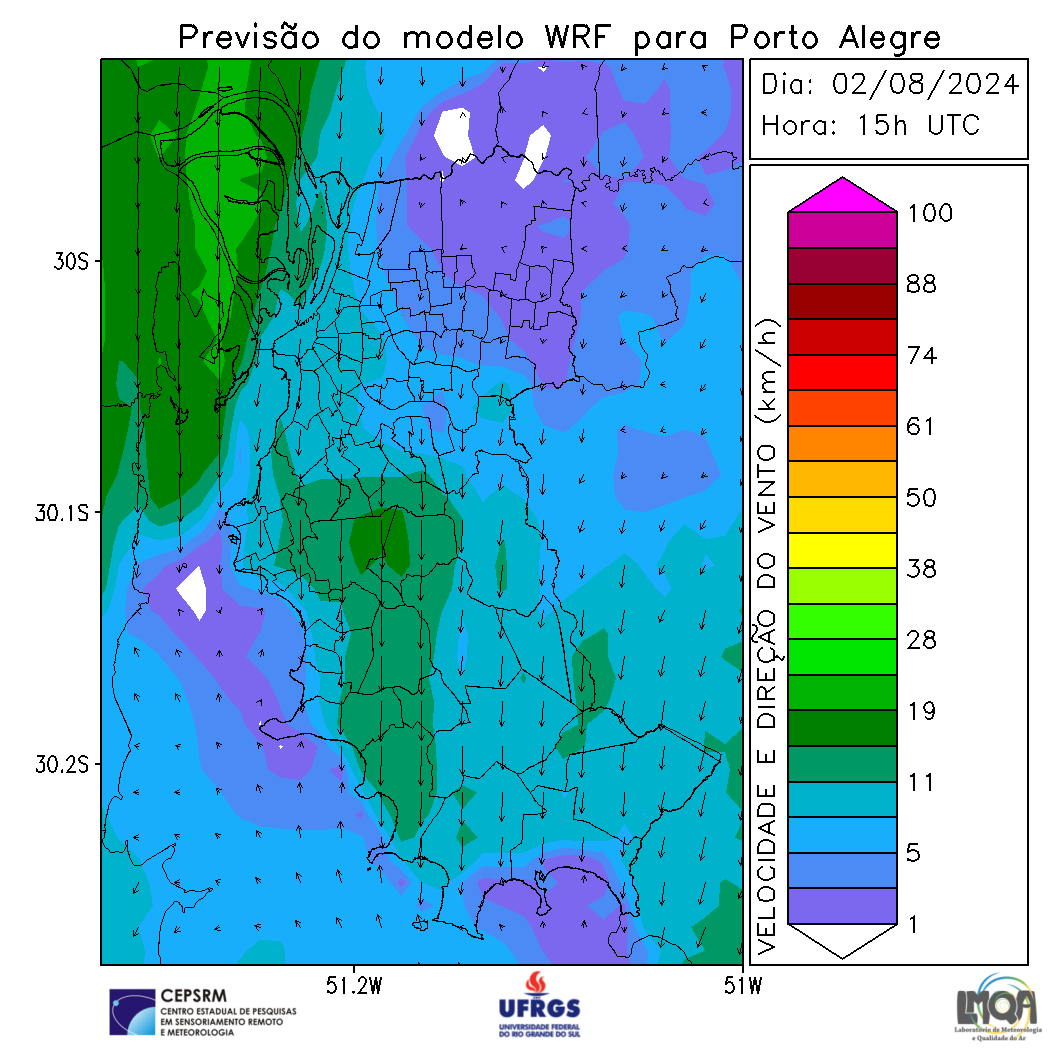 Previsão do modelo WRF para Porto Alegre
Dia: 02/08/2024
Hora: 15h UTC
30S
30.1S
30.2S
51.2W
51W
VELOCIDADE E DIREÇÃO DO VENTO (km/h)
100
88
74
61
50
38
28
19
11
5
1
CEPSRM
CENTRO ESTADUAL DE PESQUISAS
EM SENSORIAMENTO REMOTO
E METEOROLOGIA
UFRGS
UNIVERSIDADE FEDERAL
DO RIO GRANDE DO SUL
LMQA
Laboratório de Meteorologia
e Qualidade do Ar